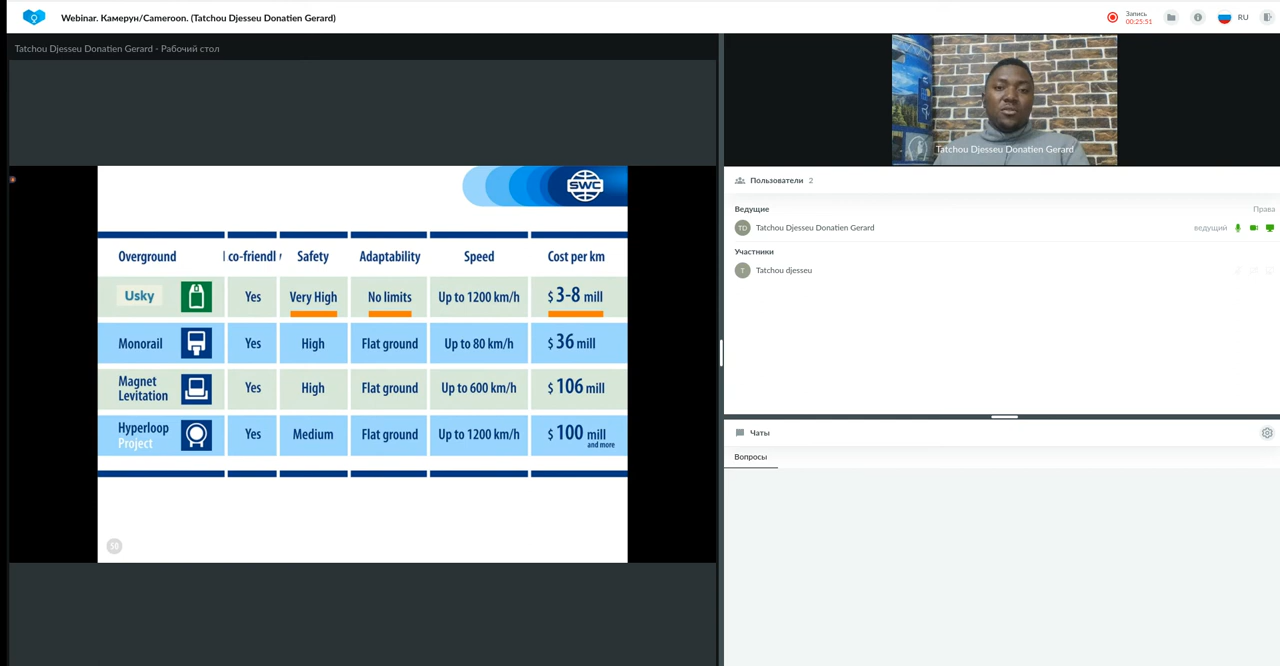 Webinar. Камерун/Cameroon. (Tatchou Djesseu Donatien Gerard)
Запись
00:25:51
RU
Tatchou Djesseu Donatien Gerard - Рабочий стол
Tatchou Djesseu Donatien Gerard
SWC
Overground co-friendl Safety Adaptability Speed Cost per km
Usky Yes Very High No limits Up to 1200 km/h $ 3-8 mill
Monorail Yes High Flat ground Up to 80 km/h $ 36 mill
Magnet
Levitation Yes High Flat ground Up to 600 km/h $ 106 mill
Hyperloop
Project Yes Medium Flat ground Up to 1200 km/h $ 100 mill
and more
50
Пользователи 2
Ведущие Права
TD Tatchou Djesseu Donatien Gerard ведущий
Участники
T Tatchou djesseu
Чаты
Вопросы